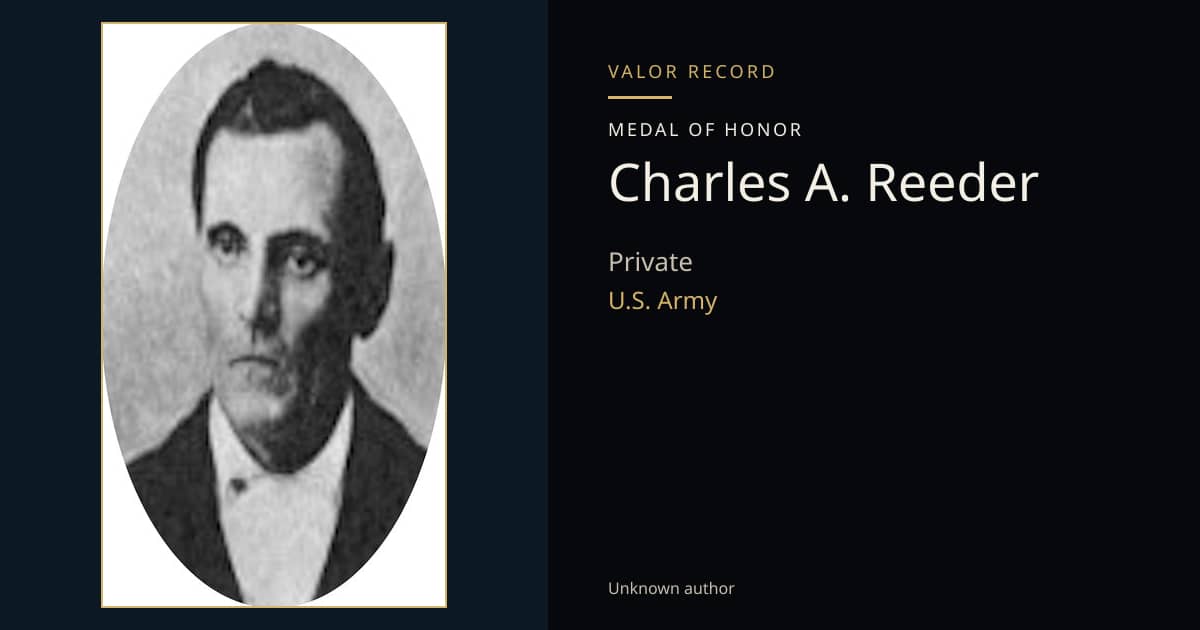 VALOR RECORD
MEDAL OF HONOR
Charles A. Reeder
Private
U.S. Army
Unknown author